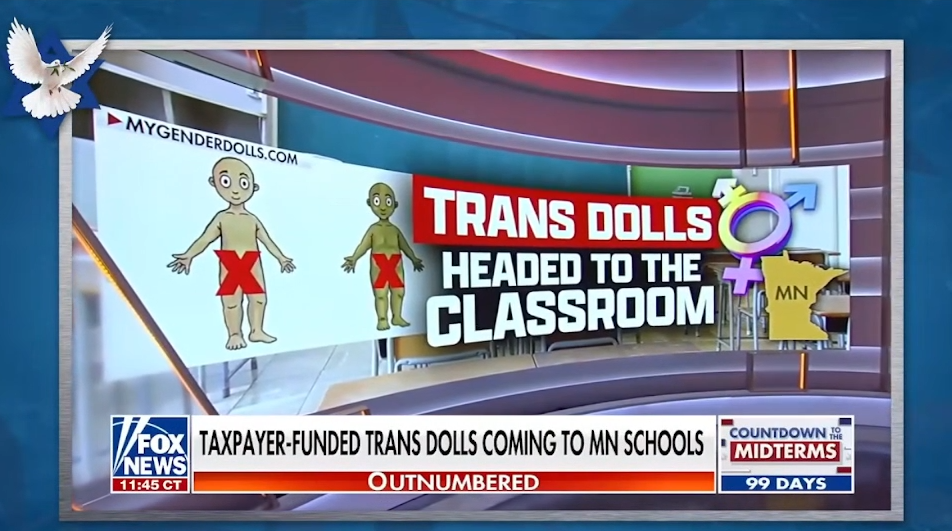 MYGENDERDOLLS.COM
TRANS DOLLS
HEADED TO THE
CLASSROOM
MN
FOX
NEWS
11:45 CT
TAXPAYER-FUNDED TRANS DOLLS COMING TO MN SCHOOLS
OUTNUMBERED
COUNTDOWN TO THE
MIDTERMS
99 DAYS